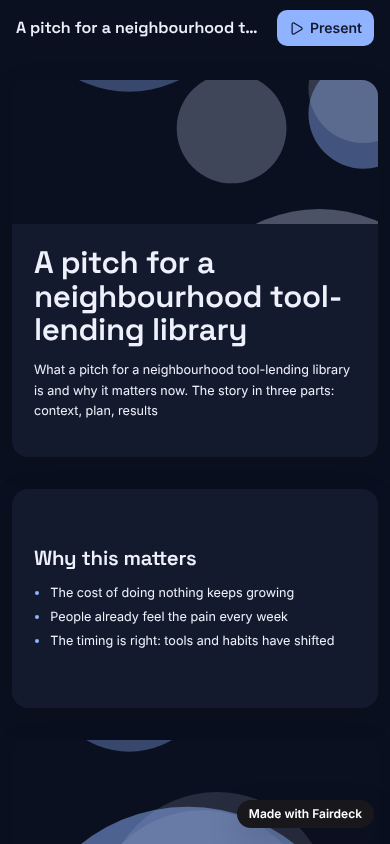 A pitch for a neighbourhood t...
Present
A pitch for a
neighbourhood tool-
lending library
What a pitch for a neighbourhood tool-lending library
is and why it matters now. The story in three parts:
context, plan, results
Why this matters
• The cost of doing nothing keeps growing
• People already feel the pain every week
• The timing is right: tools and habits have shifted
Made with Fairdeck